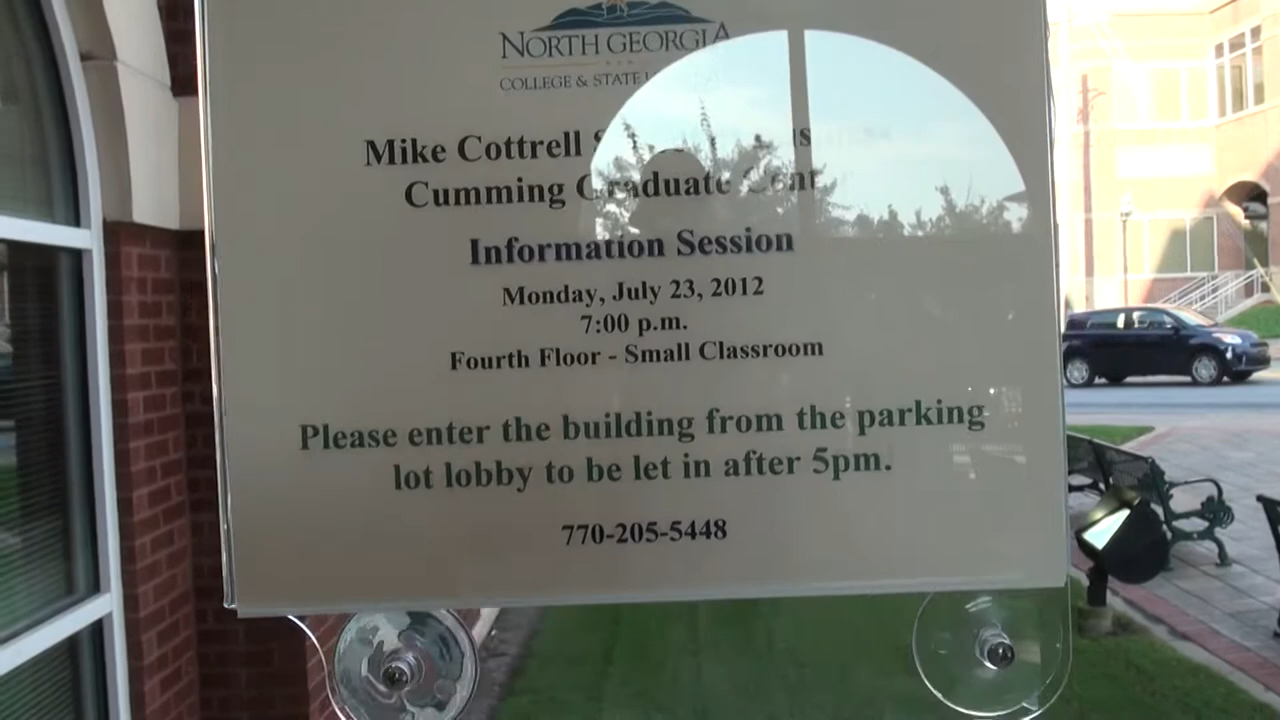 NORTH GEORGIA
COLLEGE & STATE
Mike Cottrell
Cumming Graduate
Information Session
Monday, July 23, 2012
7:00 p.m.
Fourth Floor - Small Classroom
Please enter the building from the parking
lot lobby to be let in after 5pm.
770-205-5448